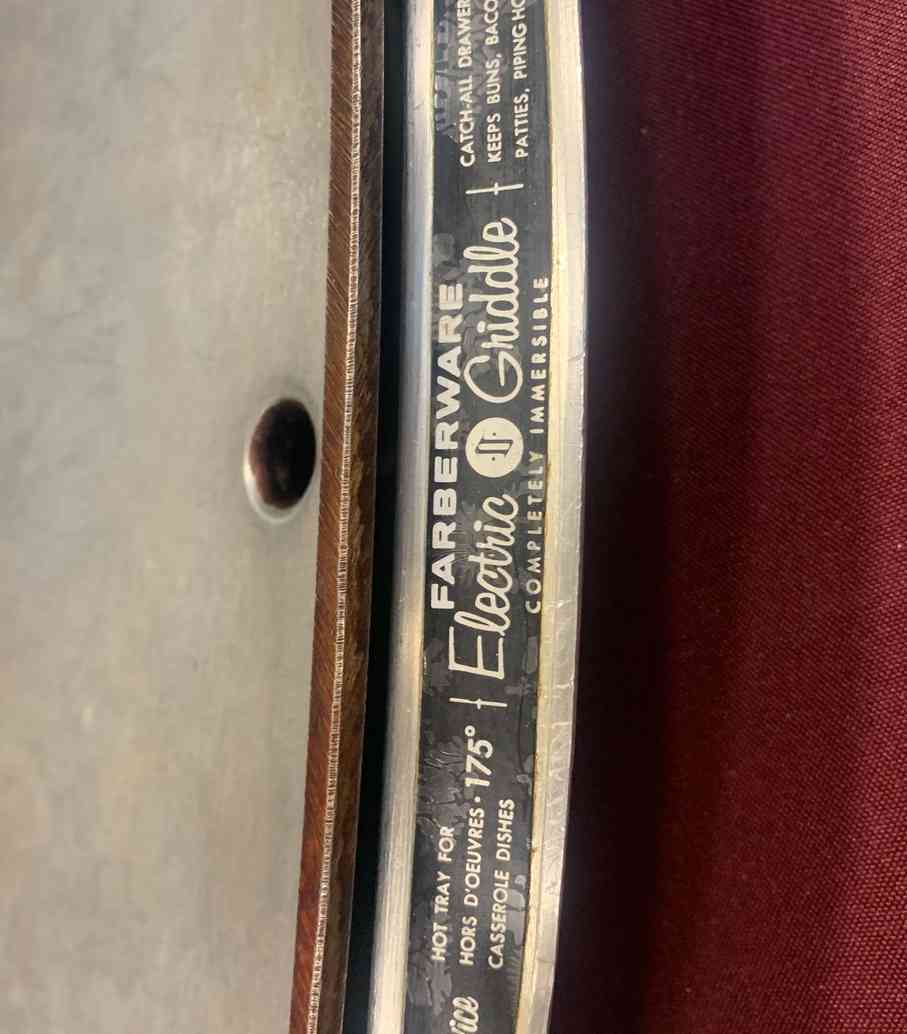 ice
HOT TRAY FOR
HORS D'OEUVRES · 175°
CASSEROLE DISHES
FARBERWARE
Electric Griddle
COMPLETELY IMMERSIBLE
CATCH-ALL DRAWER
KEEPS BUNS, BACO
PATTIES, PIPING HO